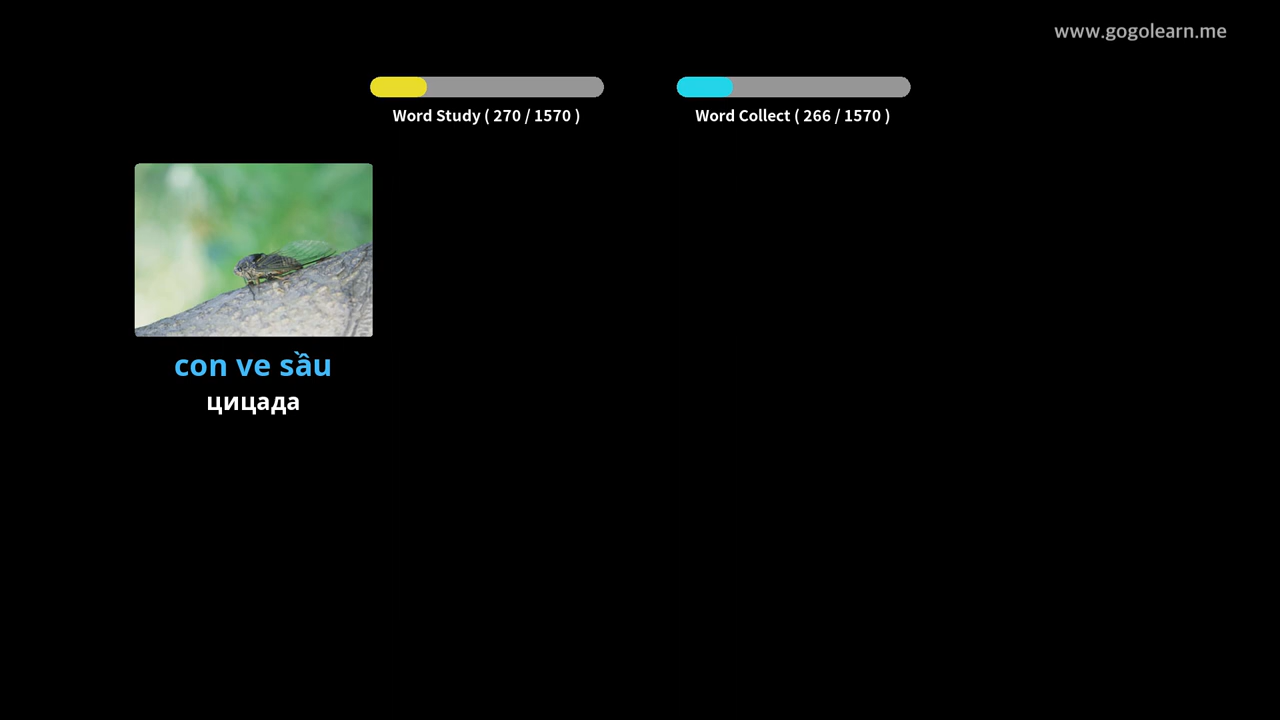 www.gogolearn.me
Word Study ( 270 / 1570 )
Word Collect ( 266 / 1570 )
con ve sầu
цицада